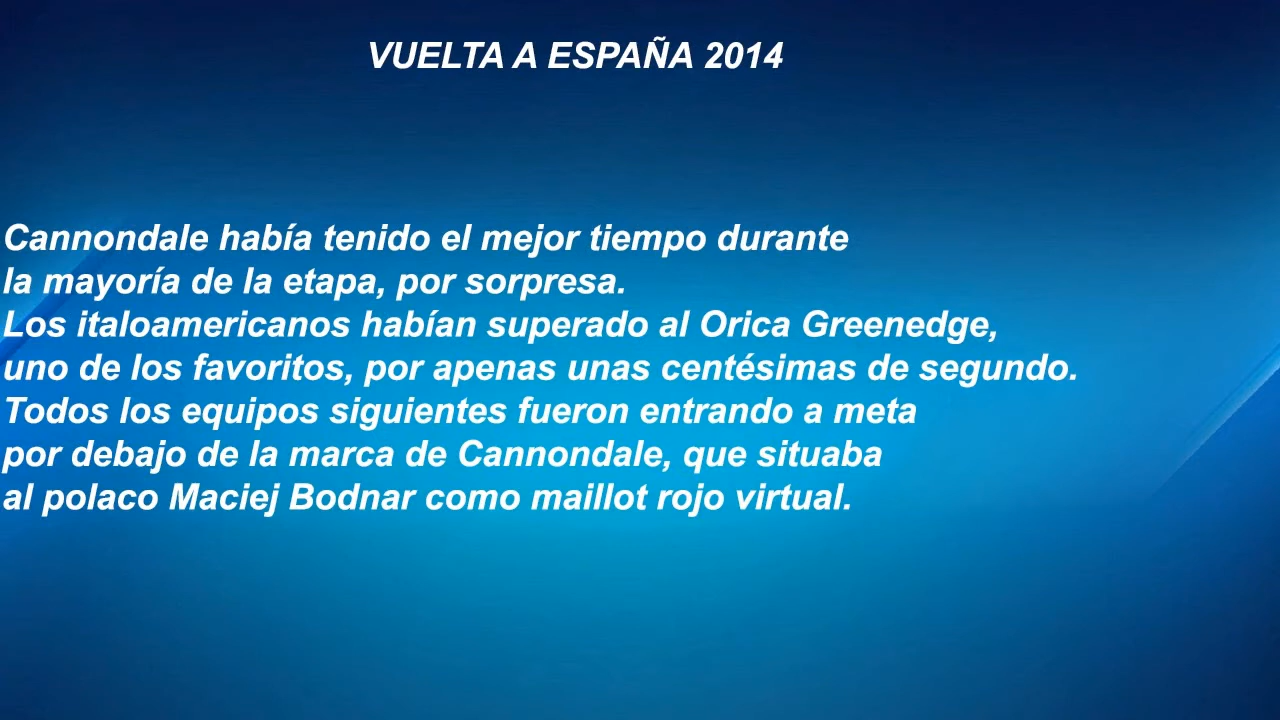 VUELTA A ESPAÑA 2014
Cannondale había tenido el mejor tiempo durante
la mayoría de la etapa, por sorpresa.
Los italoamericanos habían superado al Orica Greenedge,
uno de los favoritos, por apenas unas centésimas de segundo.
Todos los equipos siguientes fueron entrando a meta
por debajo de la marca de Cannondale, que situaba
al polaco Maciej Bodnar como maillot rojo virtual.